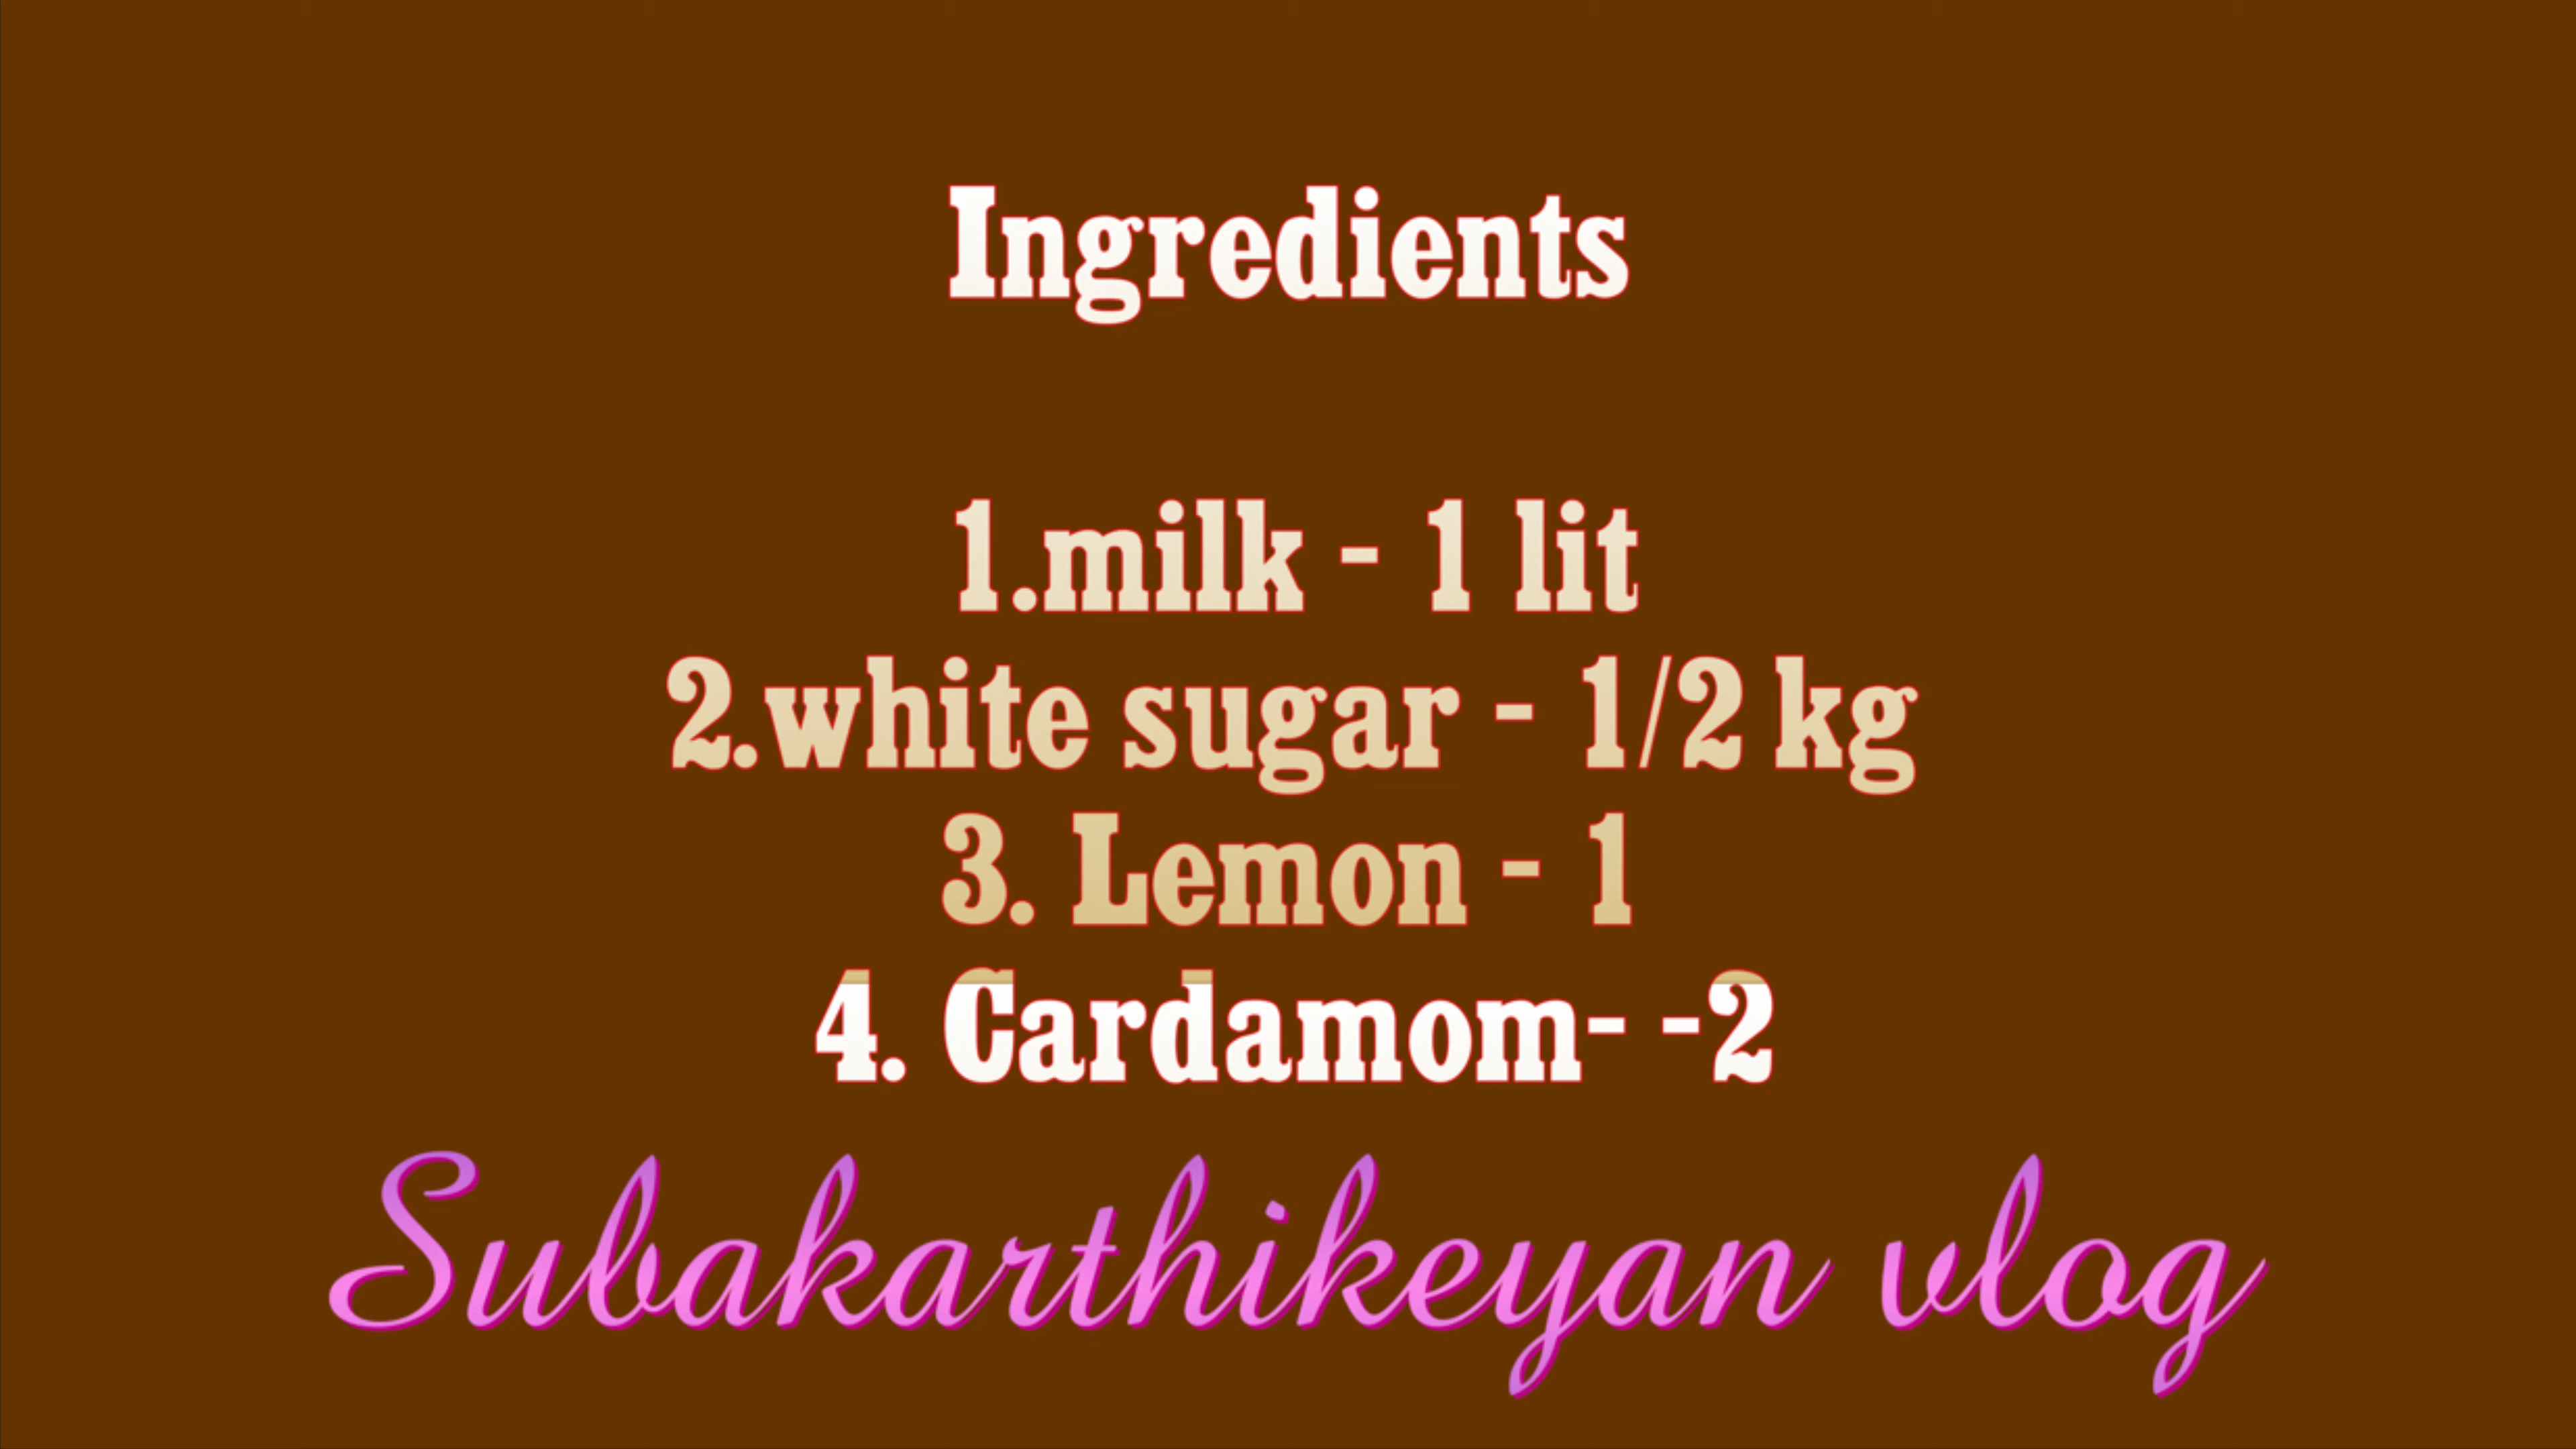 Ingredients
1.milk - 1 lit
2.white sugar - 1/2 kg
3. Lemon - 1
4. Cardamom- -2
Subakarthikeyan vlog